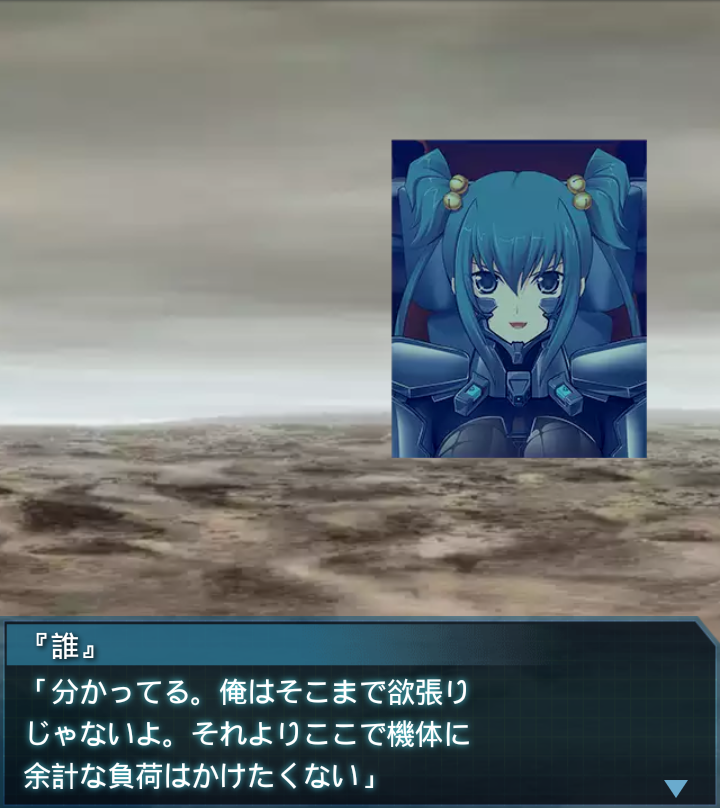 『誰』
「分かってる。俺はそこまで欲張り
じゃないよ。それよりここで機体に
余計な負荷はかけたくない」